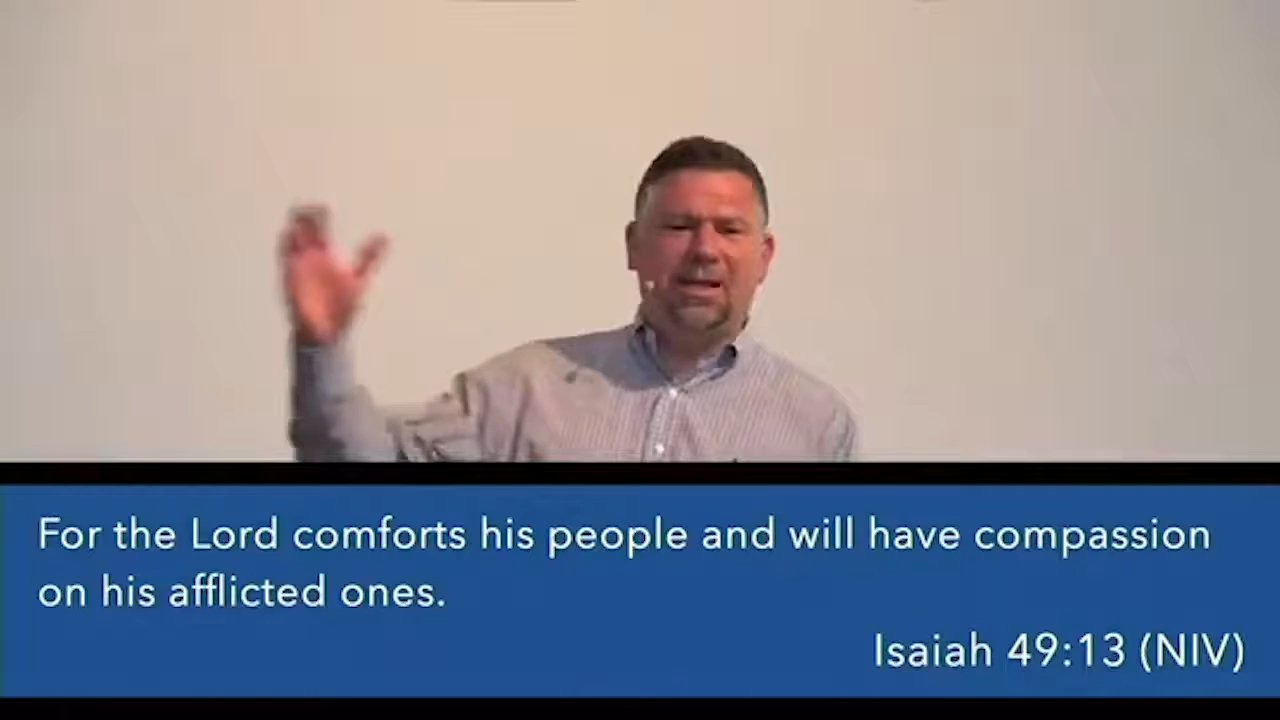 For the Lord comforts his people and will have compassion
on his afflicted ones.
Isaiah 49:13 (NIV)